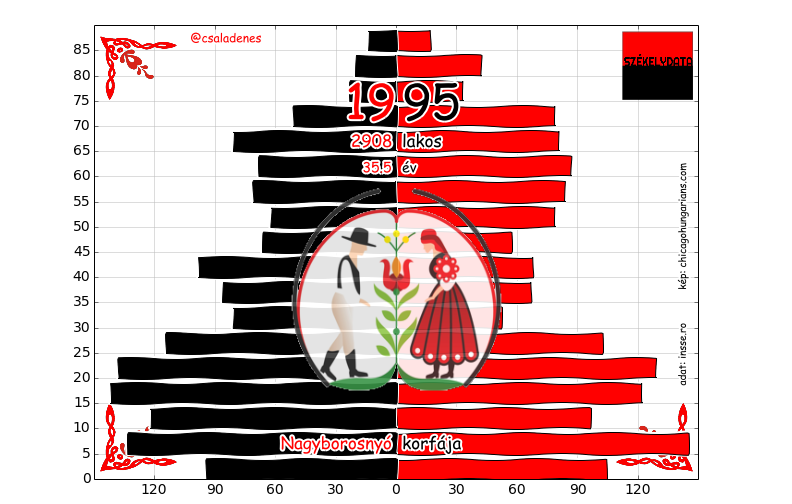 @csaladenes
SZÉKELYDATA
1995
2908 lakos
35.5 év
kép: chicagohungarians.com
adat: insse.ro
Nagyborosnyó korfája
85
80
75
70
65
60
55
50
45
40
35
30
25
20
15
10
5
0
120 90 60 30 0 30 60 90 120